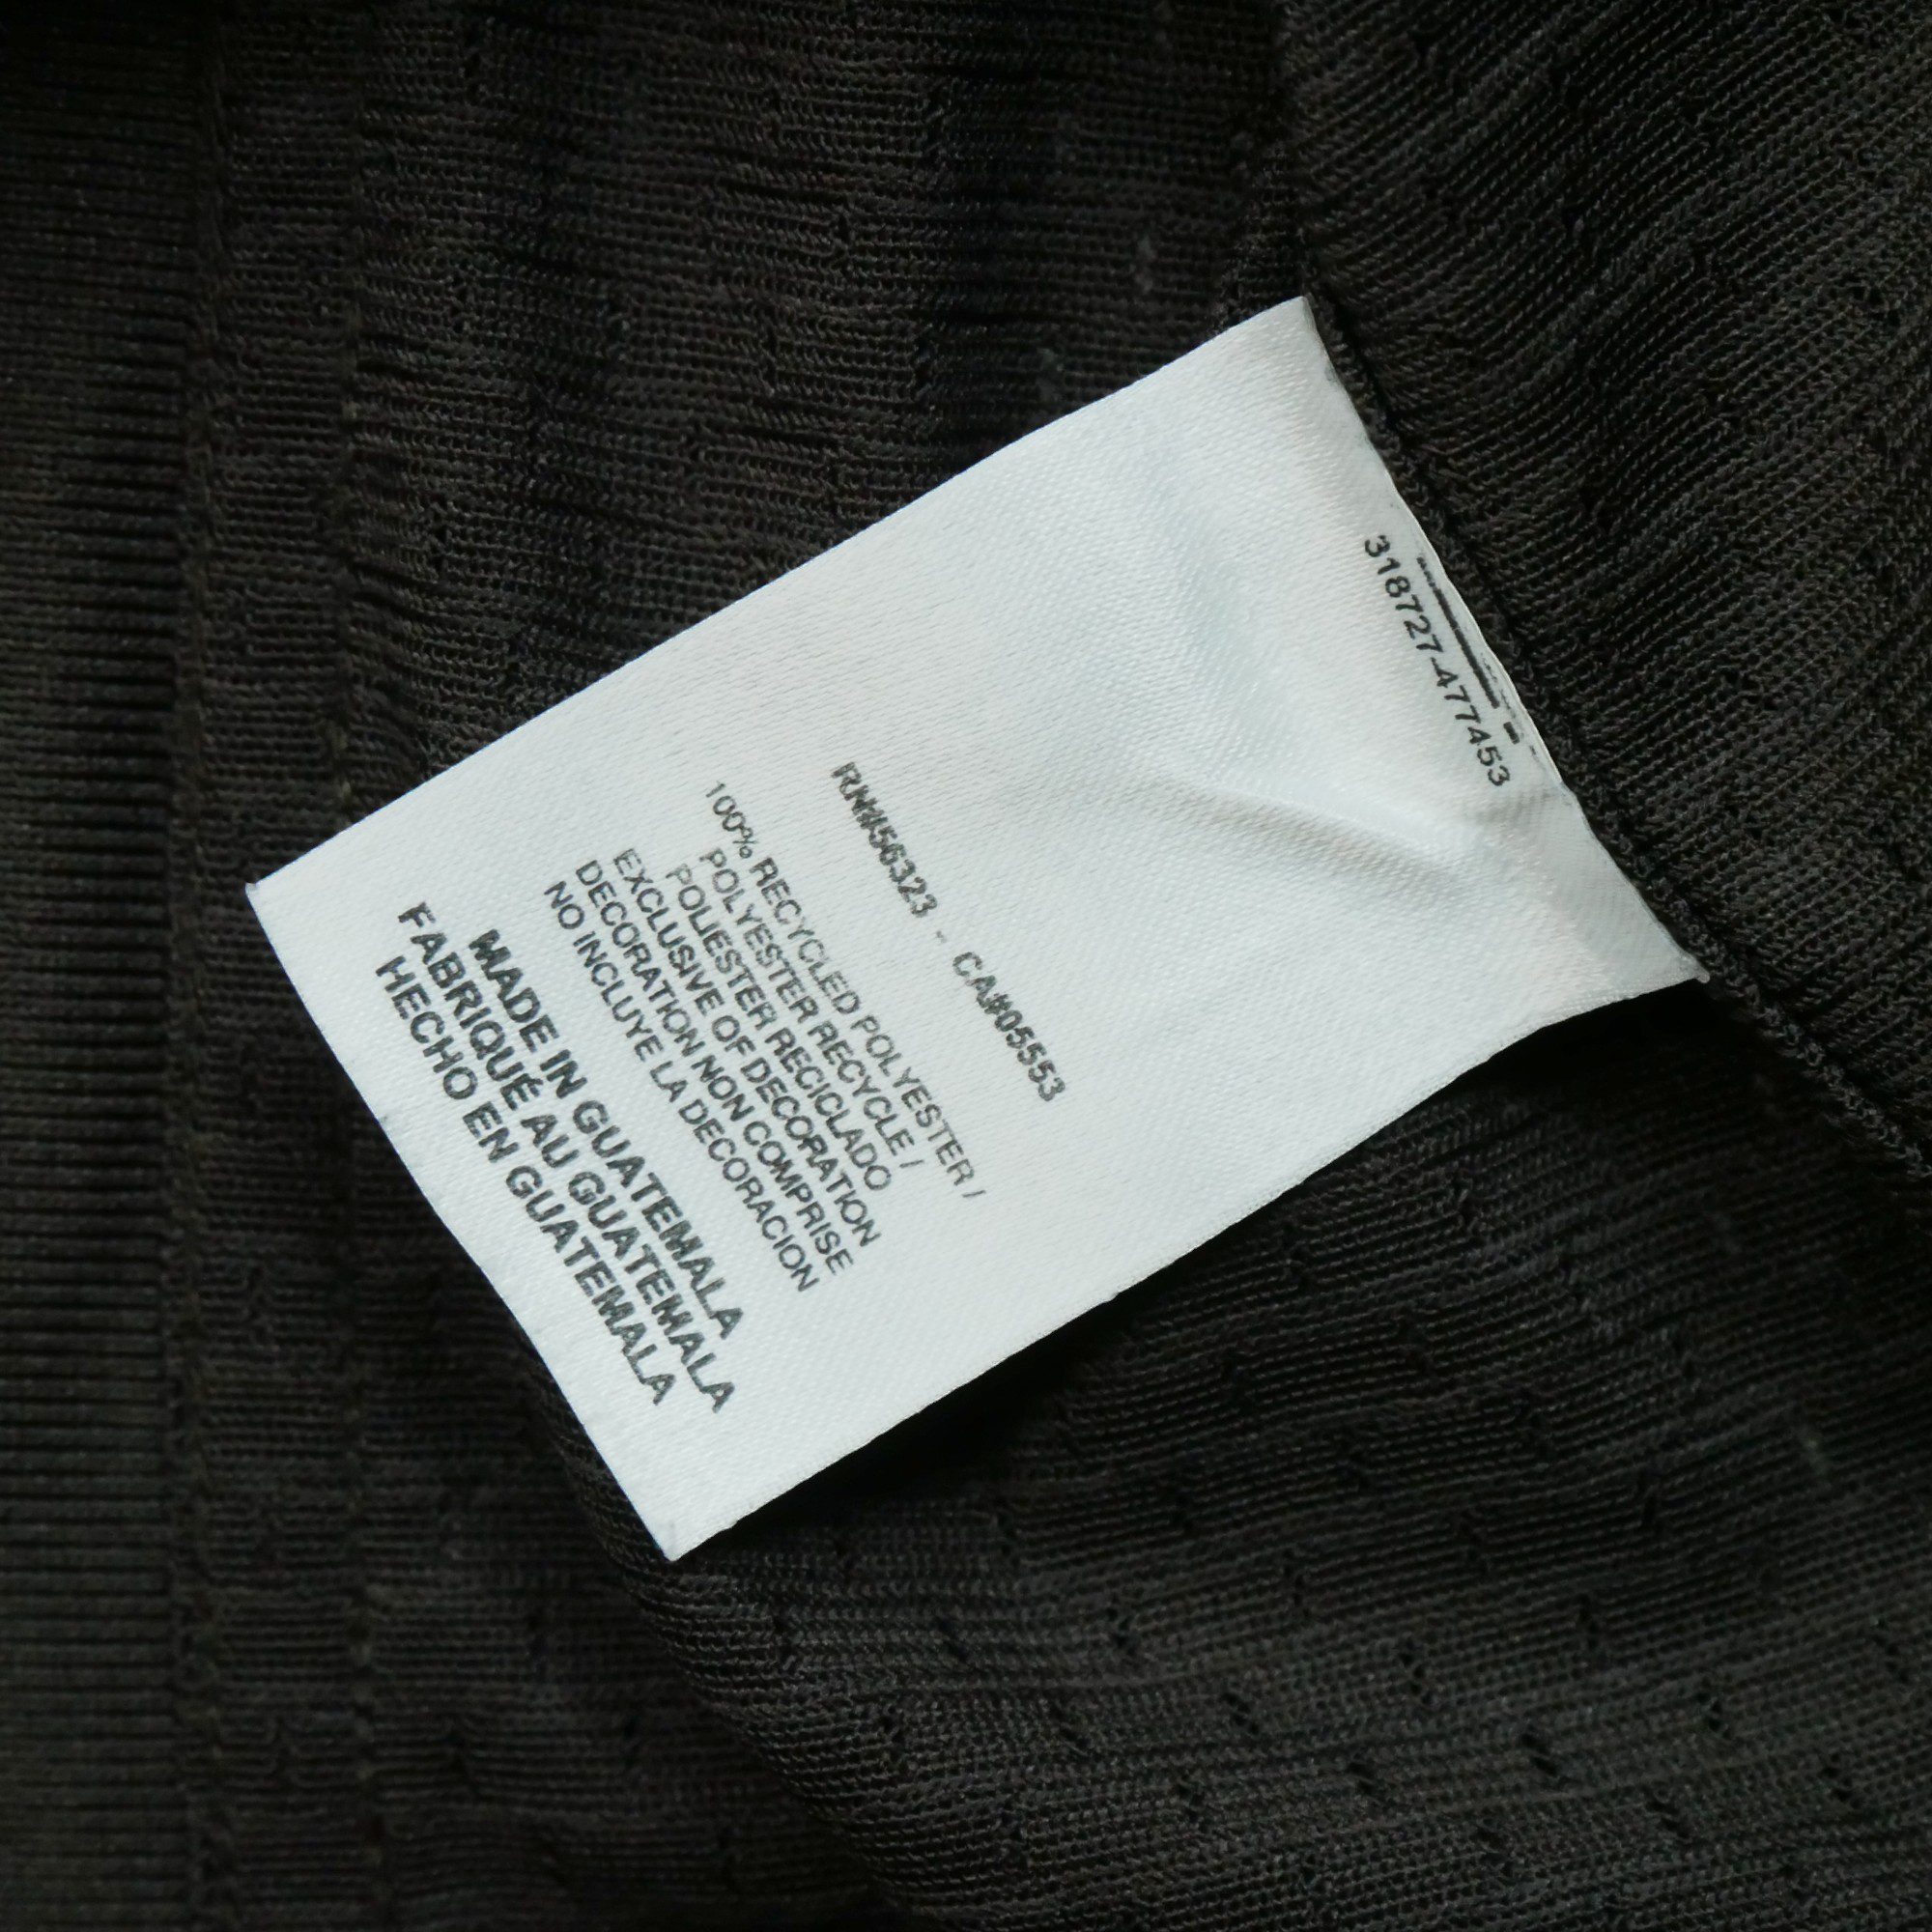 318727-477453
RN#56323 - CA#05553
100% RECYCLED POLYESTER /
POLYESTER RECYCLE /
POLIESTER RECICLADO
EXCLUSIVE OF DECORATION
DECORATION NON COMPRISE
NO INCLUYE LA DECORACION
MADE IN GUATEMALA
FABRIQUÉ AU GUATEMALA
HECHO EN GUATEMALA